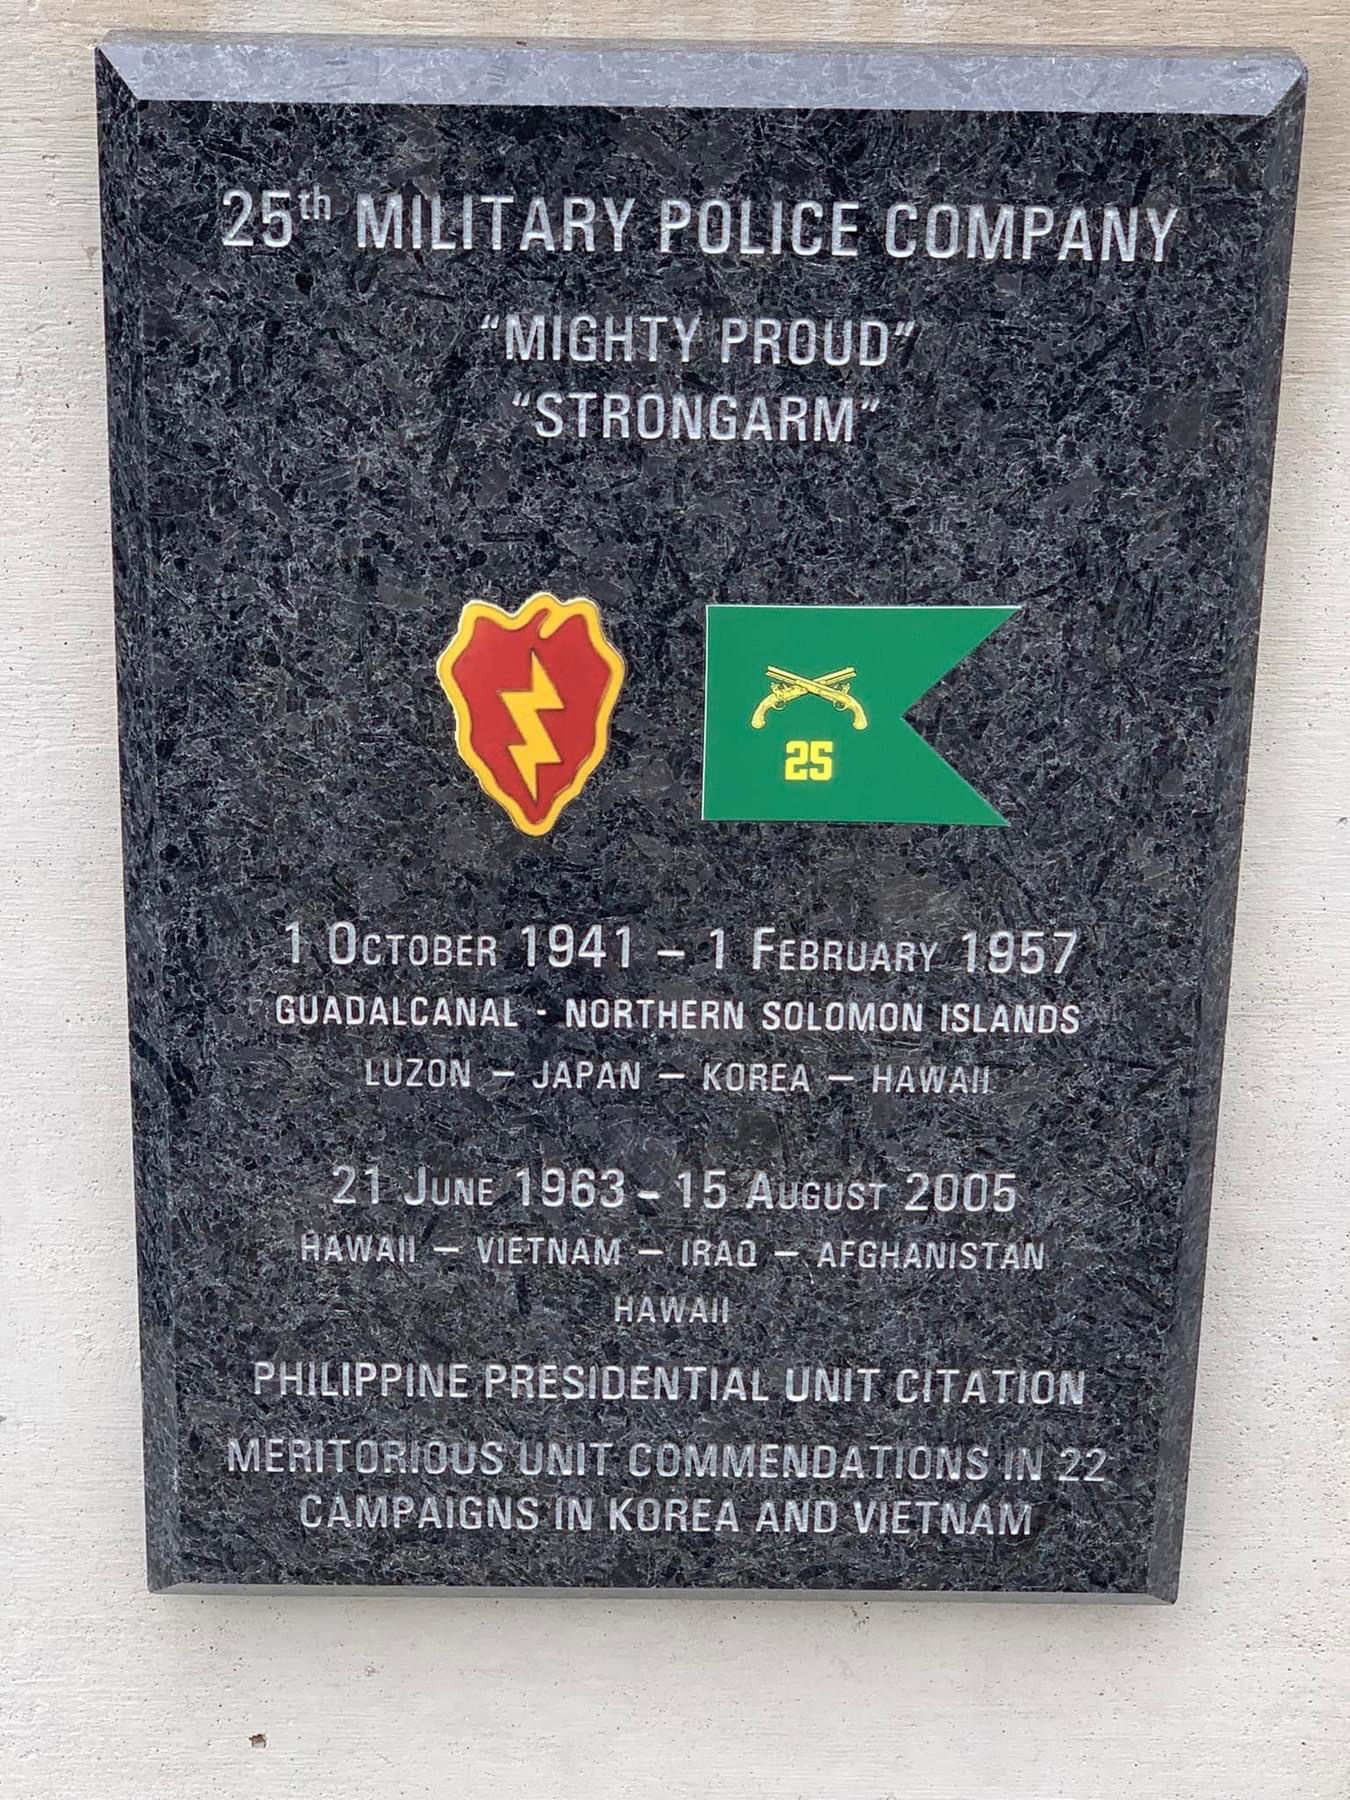 25th MILITARY POLICE COMPANY
“MIGHTY PROUD”
“STRONGARM”
25
1 OCTOBER 1941 – 1 FEBRUARY 1957
GUADALCANAL - NORTHERN SOLOMON ISLANDS
LUZON – JAPAN – KOREA – HAWAII
21 JUNE 1963 - 15 AUGUST 2005
HAWAII – VIETNAM – IRAQ – AFGHANISTAN
HAWAII
PHILIPPINE PRESIDENTIAL UNIT CITATION
MERITORIOUS UNIT COMMENDATIONS IN 22
CAMPAIGNS IN KOREA AND VIETNAM